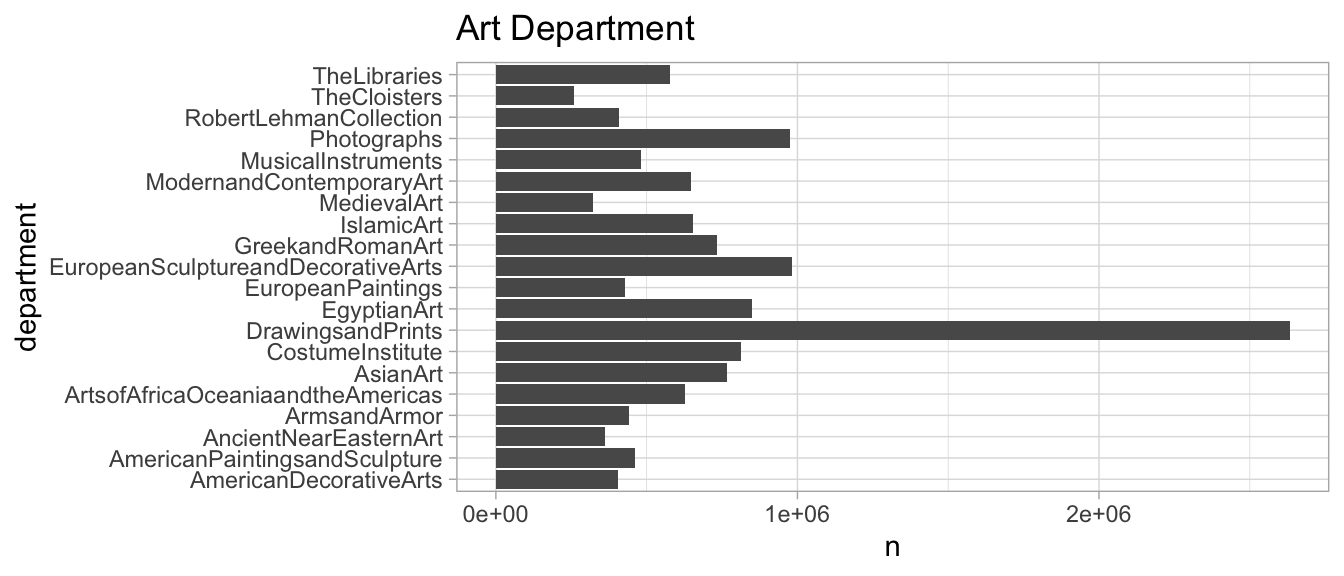 Art Department
TheLibraries
TheCloisters
RobertLehmanCollection
Photographs
MusicalInstruments
ModernandContemporaryArt
MedievalArt
IslamicArt
GreekandRomanArt
EuropeanSculptureandDecorativeArts
EuropeanPaintings
EgyptianArt
DrawingsandPrints
CostumeInstitute
AsianArt
ArtsofAfricaOceaniaandtheAmericas
ArmsandArmor
AncientNearEasternArt
AmericanPaintingsandSculpture
AmericanDecorativeArts
department
0e+00 1e+06 2e+06
n